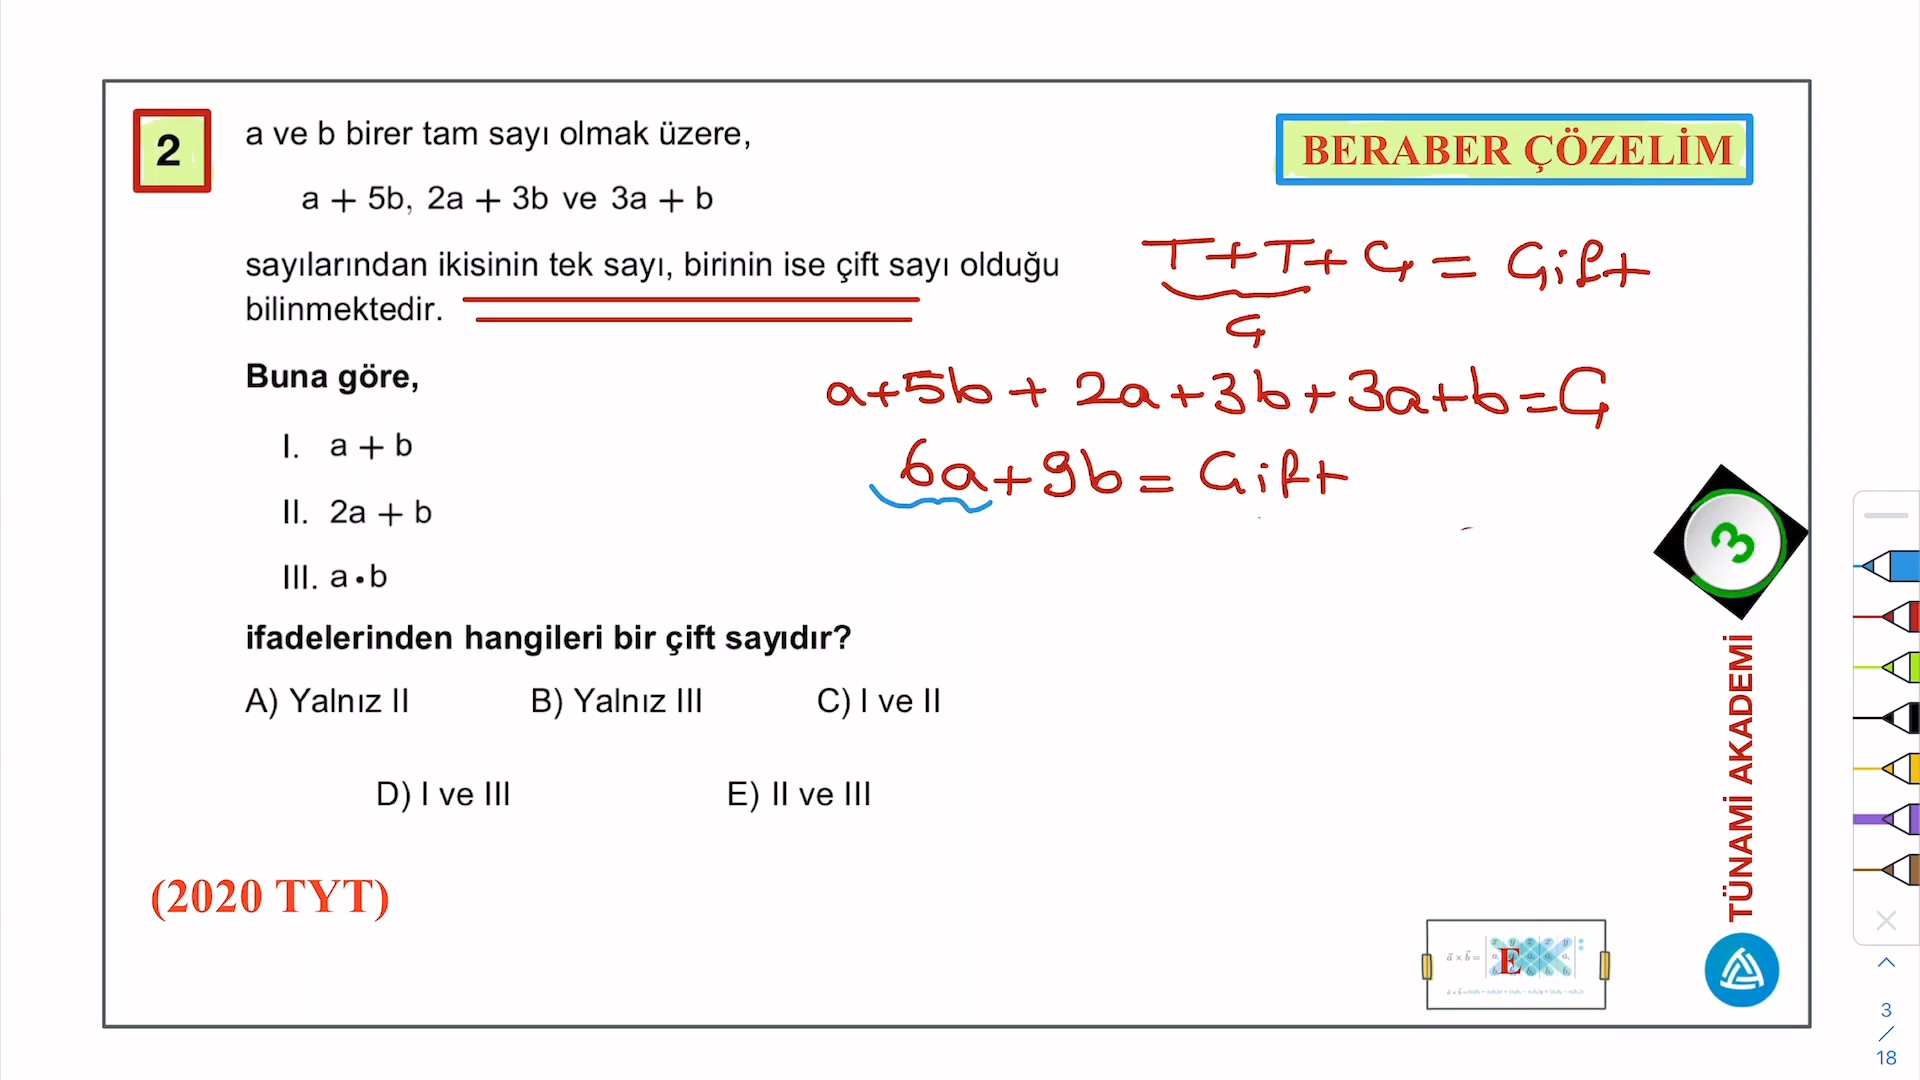 2
a ve b birer tam sayı olmak üzere,
a + 5b, 2a + 3b ve 3a + b
sayılarından ikisinin tek sayı, birinin ise çift sayı olduğu
bilinmektedir.
Buna göre,
I. a + b
II. 2a + b
III. a • b
ifadelerinden hangileri bir çift sayıdır?
A) Yalnız II B) Yalnız III C) I ve II
D) I ve III E) II ve III
(2020 TYT)
BERABER ÇÖZELİM
T + T + Ç = Çift
Ç
a + 5b + 2a + 3b + 3a + b = Ç
6a + 9b = Çift
3
TÜNAMİ AKADEMİ
E
3
/
18